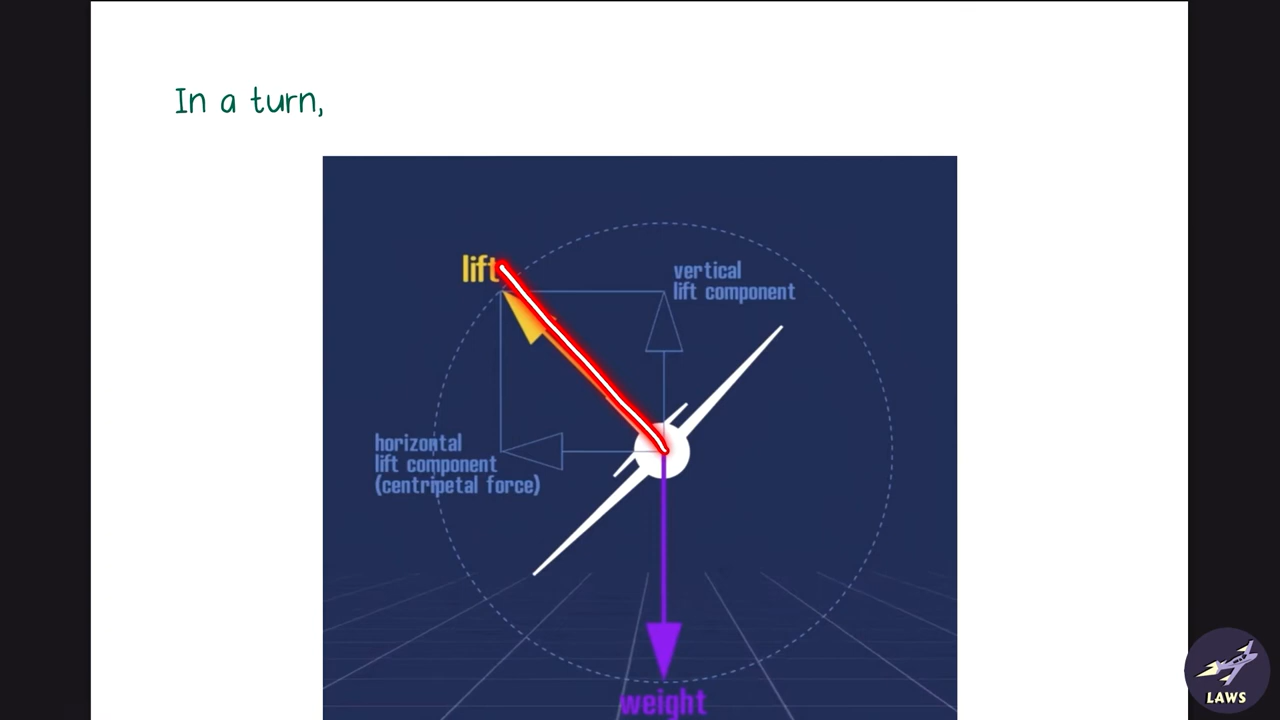 In a turn,
lift
vertical
lift component
horizontal
lift component
(centripetal force)
weight
LAWS